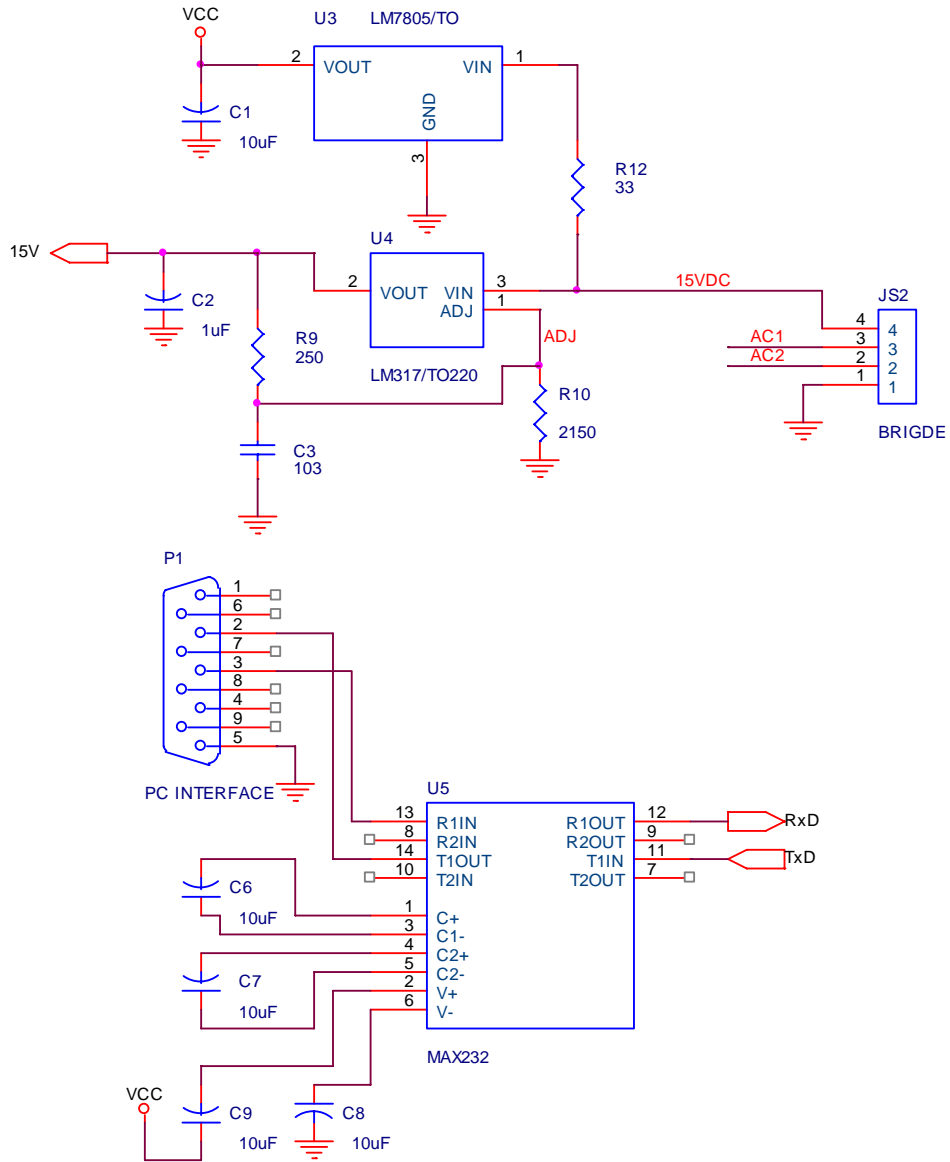 VCC
U3 LM7805/TO
2 VOUT VIN 1
GND
3
C1
10uF
R12
33
15V
U4
2 VOUT VIN 3
ADJ 1
15VDC
JS2
C2
1uF
R9
250
ADJ
LM317/TO220
4 4
AC1 3 3
AC2 2 2
1 1
BRIGDE
R10
2150
C3
103
P1
1
6
2
7
3
8
4
9
5
PC INTERFACE
U5
13 R1IN R1OUT 12 RxD
8 R2IN R2OUT 9
14 T1OUT T1IN 11 TxD
10 T2IN T2OUT 7
1 C+
3 C1-
4 C2+
5 C2-
2 V+
6 V-
C6
10uF
C7
10uF
MAX232
VCC
C9
10uF
C8
10uF